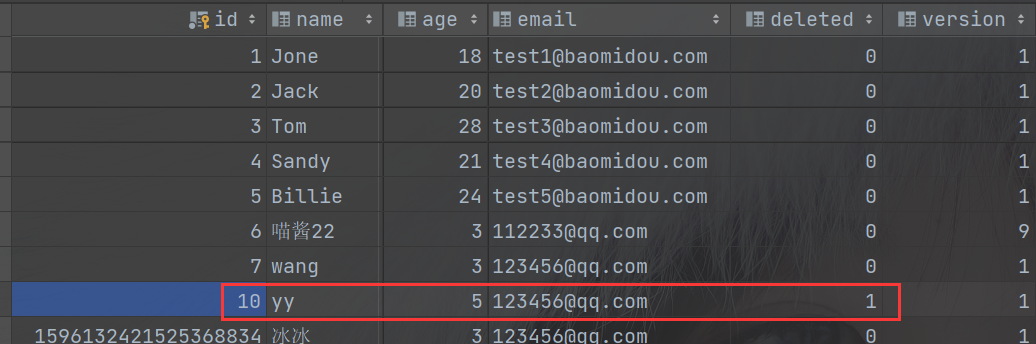 id name age email deleted version
1 Jone 18 test1@baomidou.com 0 1
2 Jack 20 test2@baomidou.com 0 1
3 Tom 28 test3@baomidou.com 0 1
4 Sandy 21 test4@baomidou.com 0 1
5 Billie 24 test5@baomidou.com 0 1
6 喵酱22 3 112233@qq.com 0 9
7 wang 3 123456@qq.com 0 1
10 yy 5 123456@qq.com 1 1
1596132421525368834 冰冰 3 123456@qq.com 0 1